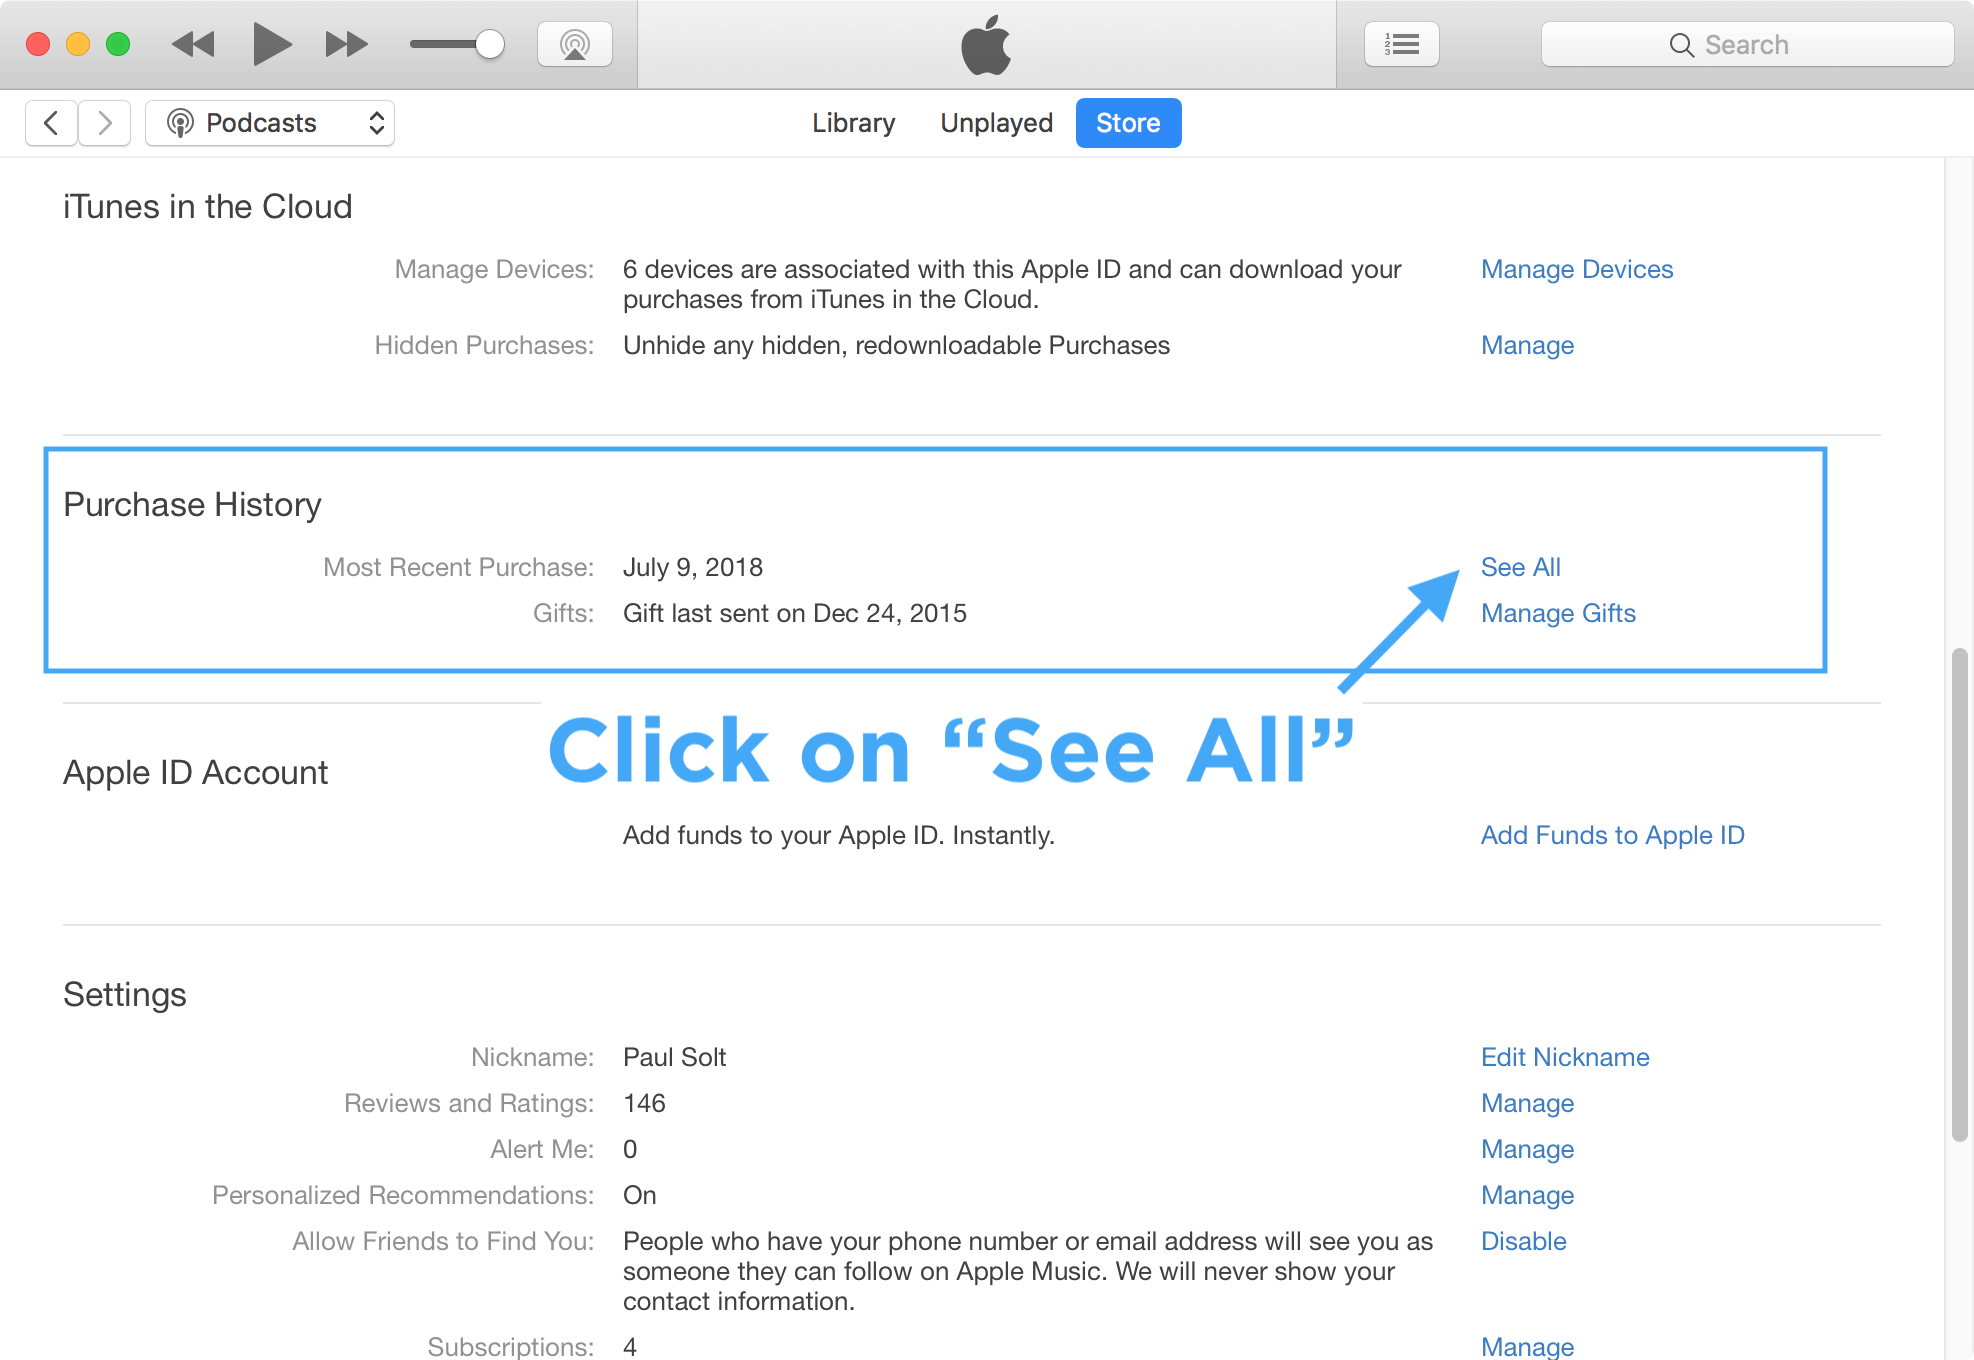 Search
Podcasts
Library
Unplayed
Store
iTunes in the Cloud
Manage Devices: 6 devices are associated with this Apple ID and can download your Manage Devices
purchases from iTunes in the Cloud.
Hidden Purchases: Unhide any hidden, redownloadable Purchases Manage
Purchase History
Most Recent Purchase: July 9, 2018 See All
Gifts: Gift last sent on Dec 24, 2015 Manage Gifts
Click on “See All”
Apple ID Account
Add funds to your Apple ID. Instantly. Add Funds to Apple ID
Settings
Nickname: Paul Solt Edit Nickname
Reviews and Ratings: 146 Manage
Alert Me: 0 Manage
Personalized Recommendations: On Manage
Allow Friends to Find You: People who have your phone number or email address will see you as Disable
someone they can follow on Apple Music. We will never show your
contact information.
Subscriptions: 4 Manage